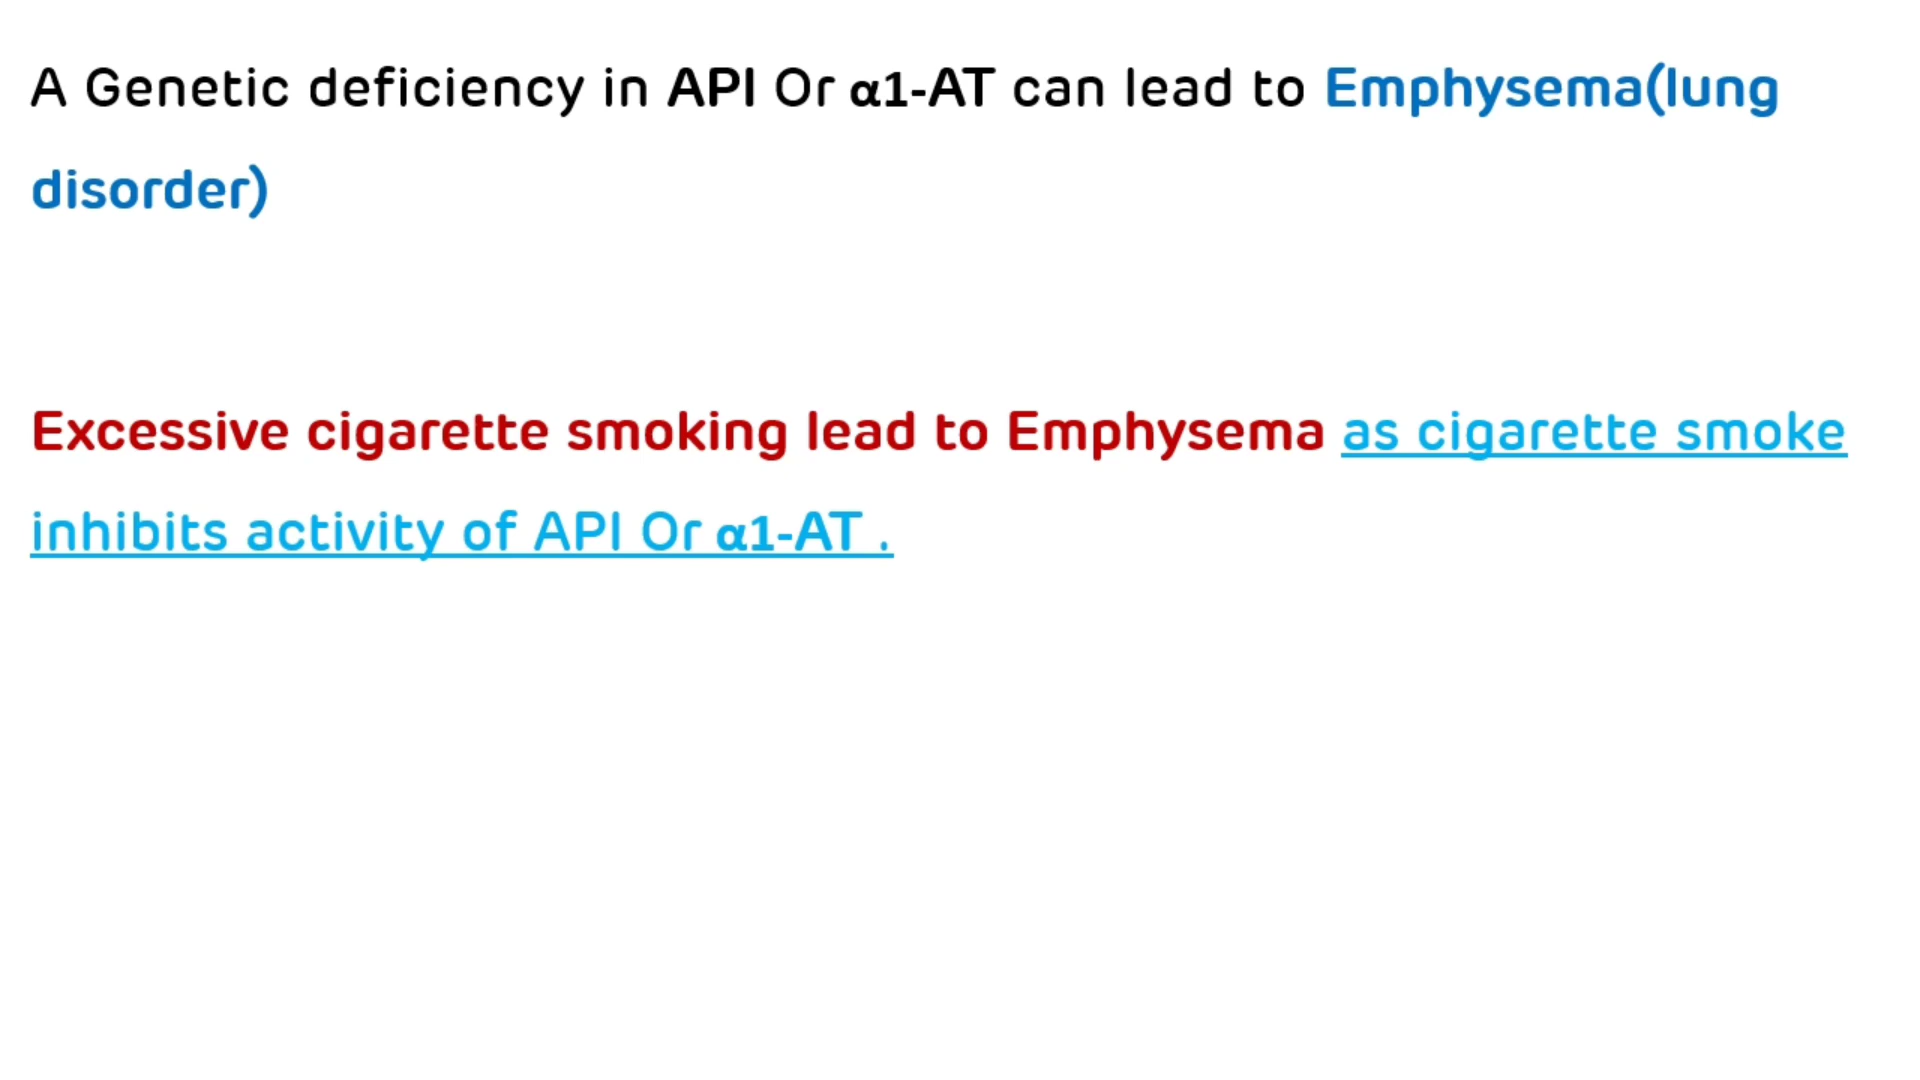 A Genetic deficiency in API Or α1-AT can lead to Emphysema(lung
disorder)
Excessive cigarette smoking lead to Emphysema as cigarette smoke
inhibits activity of API Or α1-AT .